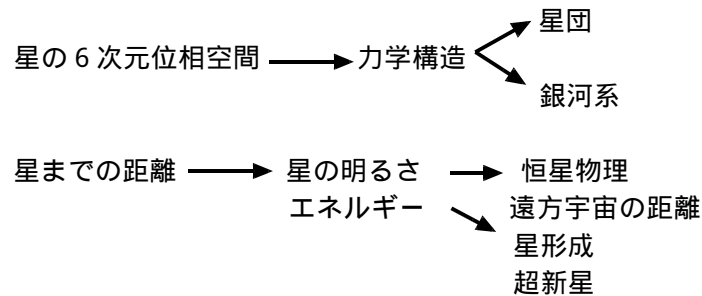 星団
星の6次元位相空間 力学構造
銀河系
星までの距離 星の明るさ 恒星物理
エネルギー 遠方宇宙の距離
星形成
超新星